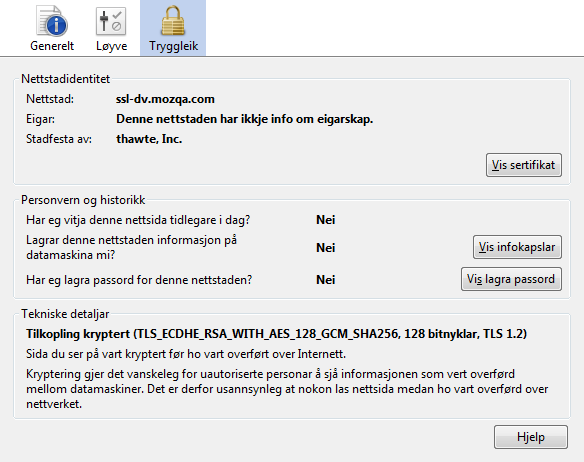 Generelt Løyve Tryggleik
Nettstadidentitet
Nettstad: ssl-dv.mozqa.com
Eigar: Denne nettstaden har ikkje info om eigarskap.
Stadfesta av: thawte, Inc.
Vis sertifikat
Personvern og historikk
Har eg vitja denne nettsida tidlegare i dag? Nei
Lagrar denne nettstaden informasjon på
datamaskina mi? Nei Vis infokapslar
Har eg lagra passord for denne nettstaden? Nei Vis lagra passord
Tekniske detaljar
Tilkopling kryptert (TLS_ECDHE_RSA_WITH_AES_128_GCM_SHA256, 128 bitnyklar, TLS 1.2)
Sida du ser på vart kryptert før ho vart overført over Internett.
Kryptering gjer det vanskeleg for uautoriserte personar å sjå informasjonen som vert overførd
mellom datamaskiner. Det er derfor usannsynleg at nokon las nettsida medan ho vart overførd over
nettverket.
Hjelp